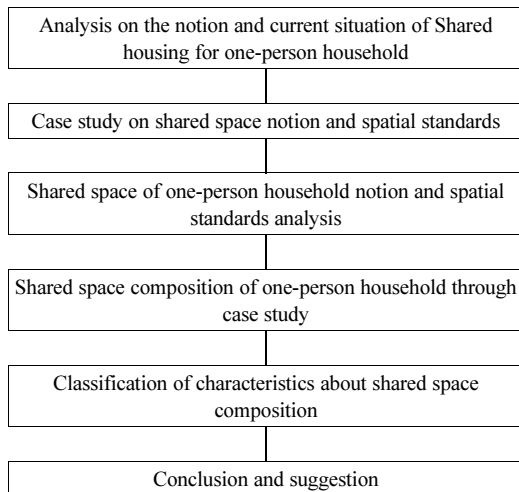 Analysis on the notion and current situation of Shared
housing for one-person household
Case study on shared space notion and spatial standards
Shared space of one-person household notion and spatial
standards analysis
Shared space composition of one-person household through
case study
Classification of characteristics about shared space
composition
Conclusion and suggestion